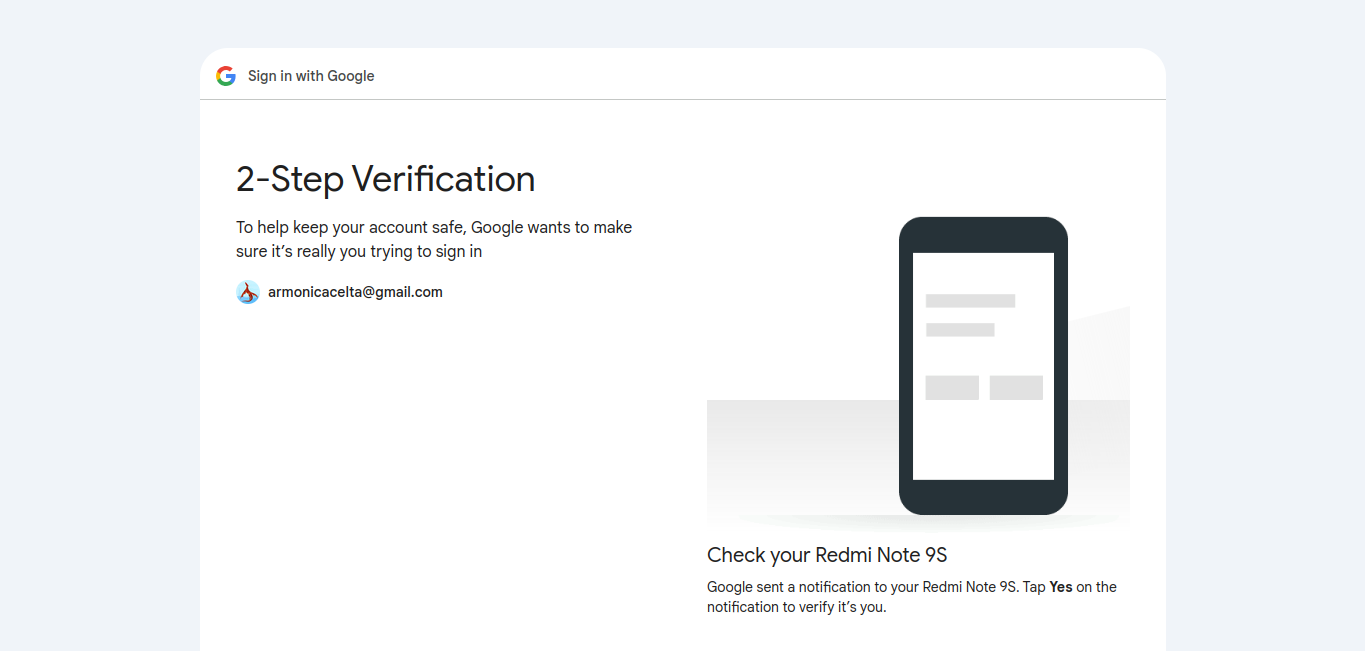 Sign in with Google
2-Step Verification
To help keep your account safe, Google wants to make
sure it’s really you trying to sign in
armonicacelta@gmail.com
Check your Redmi Note 9S
Google sent a notification to your Redmi Note 9S. Tap Yes on the
notification to verify it’s you.